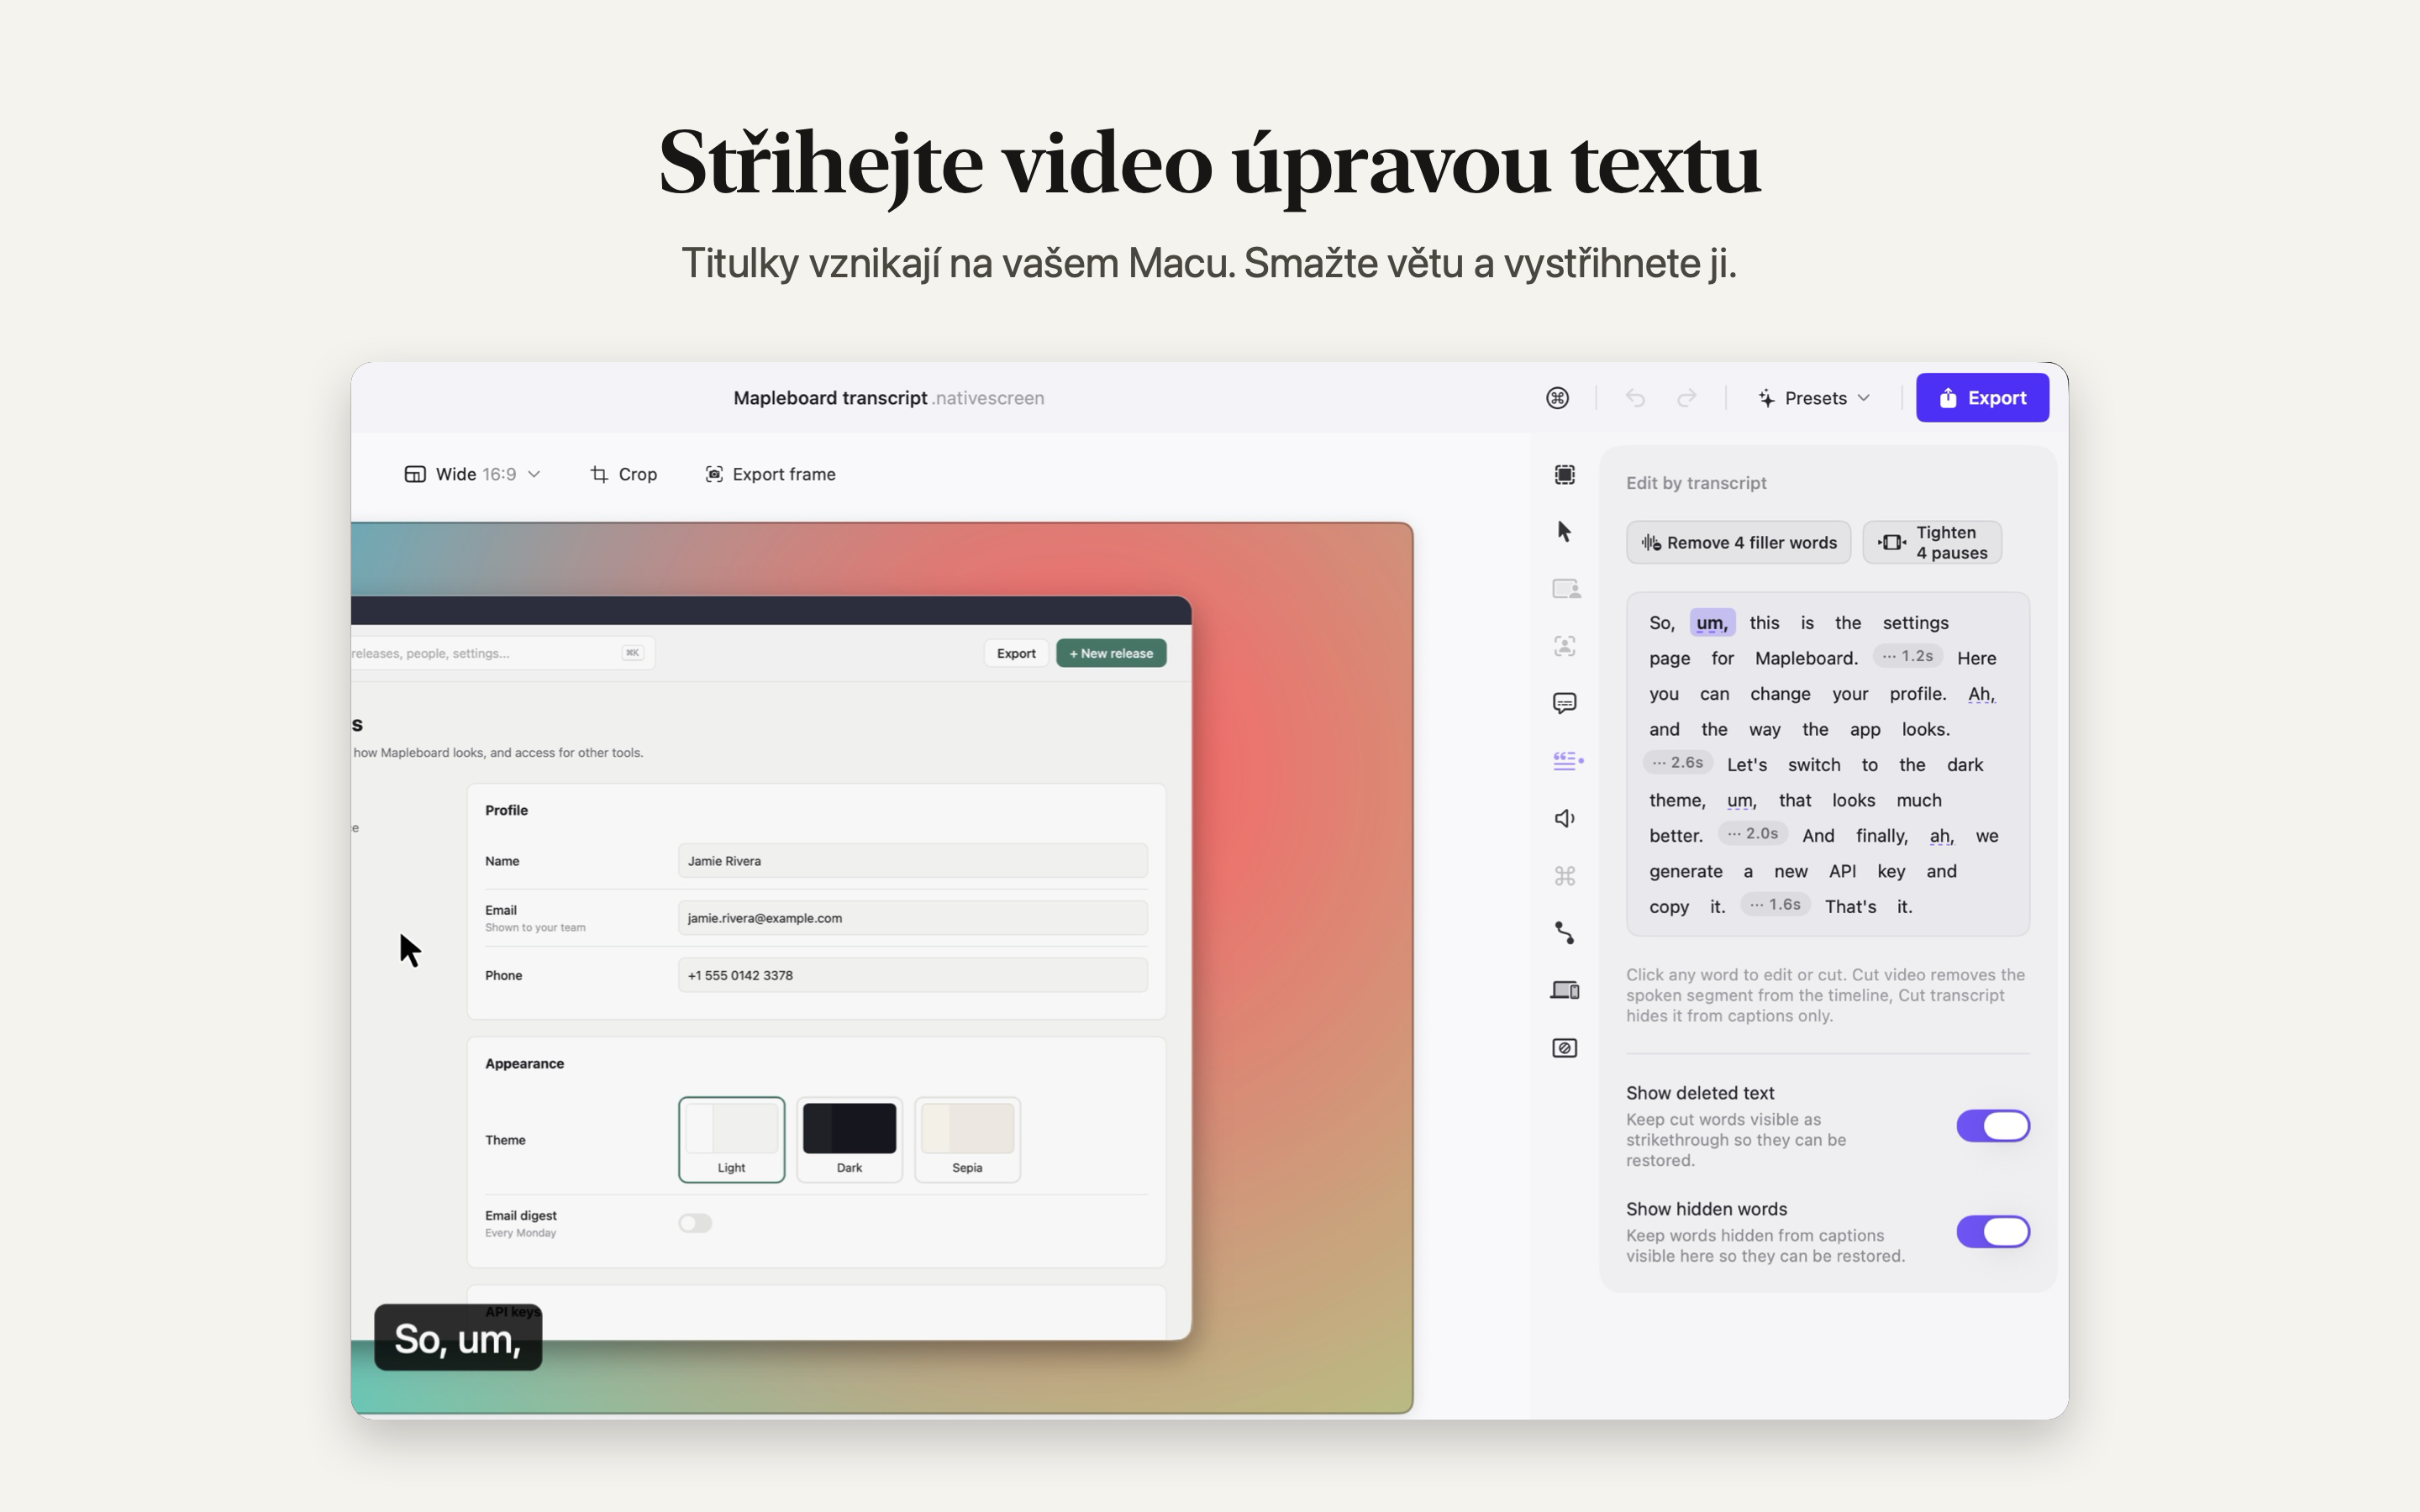 Střihejte video úpravou textu
Titulky vznikají na vašem Macu. Smažte větu a vystřihnete ji.
Mapleboard transcript.nativescreen
Presets
Export
Wide 16:9
Crop
Export frame
releases, people, settings...
⌘K
Export
+ New release
s
how Mapleboard looks, and access for other tools.
e
Profile
Name
Jamie Rivera
Email
Shown to your team
jamie.rivera@example.com
Phone
+1 555 0142 3378
Appearance
Theme
Light
Dark
Sepia
Email digest
Every Monday
API keys
So, um,
Edit by transcript
Remove 4 filler words
Tighten
4 pauses
So, um, this is the settings
page for Mapleboard. ··· 1.2s Here
you can change your profile. Ah,
and the way the app looks.
··· 2.6s Let's switch to the dark
theme, um, that looks much
better. ··· 2.0s And finally, ah, we
generate a new API key and
copy it. ··· 1.6s That's it.
Click any word to edit or cut. Cut video removes the
spoken segment from the timeline, Cut transcript
hides it from captions only.
Show deleted text
Keep cut words visible as
strikethrough so they can be
restored.
Show hidden words
Keep words hidden from captions
visible here so they can be restored.